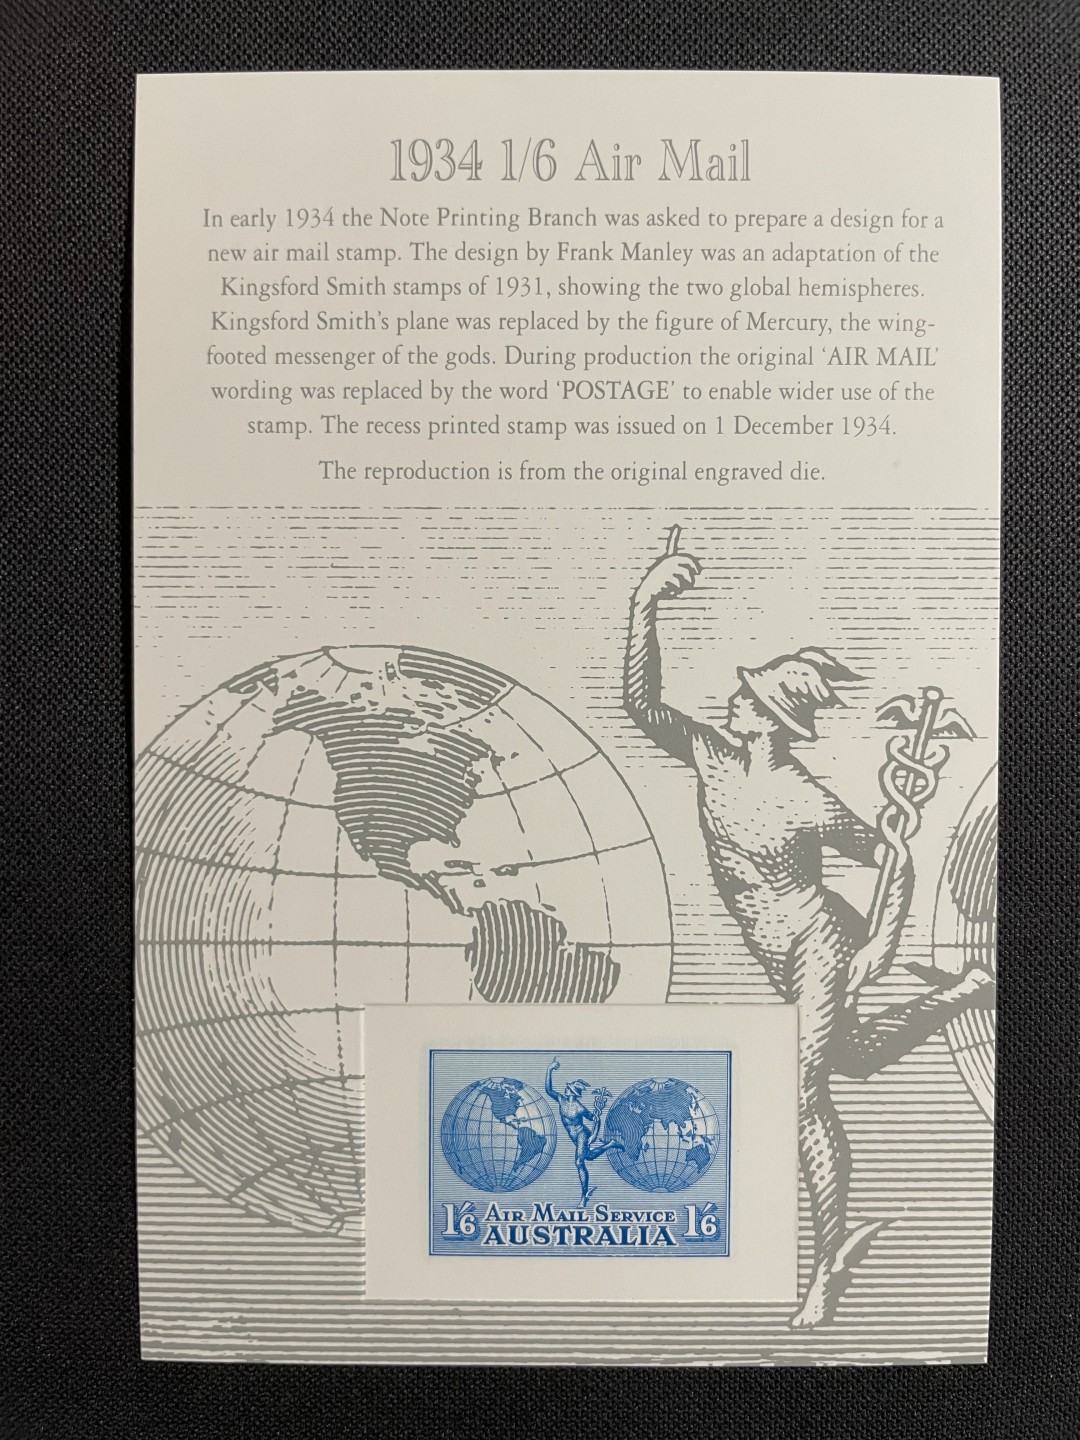 1934 1/6 Air Mail
In early 1934 the Note Printing Branch was asked to prepare a design for a
new air mail stamp. The design by Frank Manley was an adaptation of the
Kingsford Smith stamps of 1931, showing the two global hemispheres.
Kingsford Smith's plane was replaced by the figure of Mercury, the wing-
footed messenger of the gods. During production the original ‘AIR MAIL’
wording was replaced by the word ‘POSTAGE’ to enable wider use of the
stamp. The recess printed stamp was issued on 1 December 1934.
The reproduction is from the original engraved die.
1/6 AIR MAIL SERVICE 1/6
AUSTRALIA